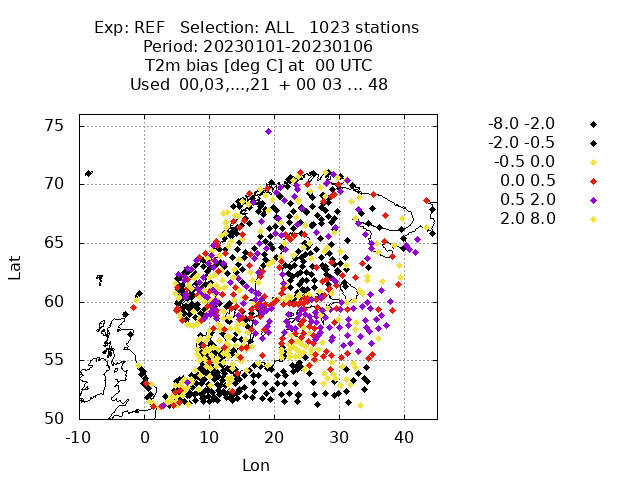 Exp: REF   Selection: ALL   1023 stations
Period: 20230101-20230106
T2m bias [deg C] at  00 UTC
Used  00,03,...,21  + 00 03 ... 48
-8.0 -2.0
-2.0 -0.5
-0.5 0.0
0.0 0.5
0.5 2.0
2.0 8.0
75
70
65
60
55
50
Lat
-10 0 10 20 30 40
Lon